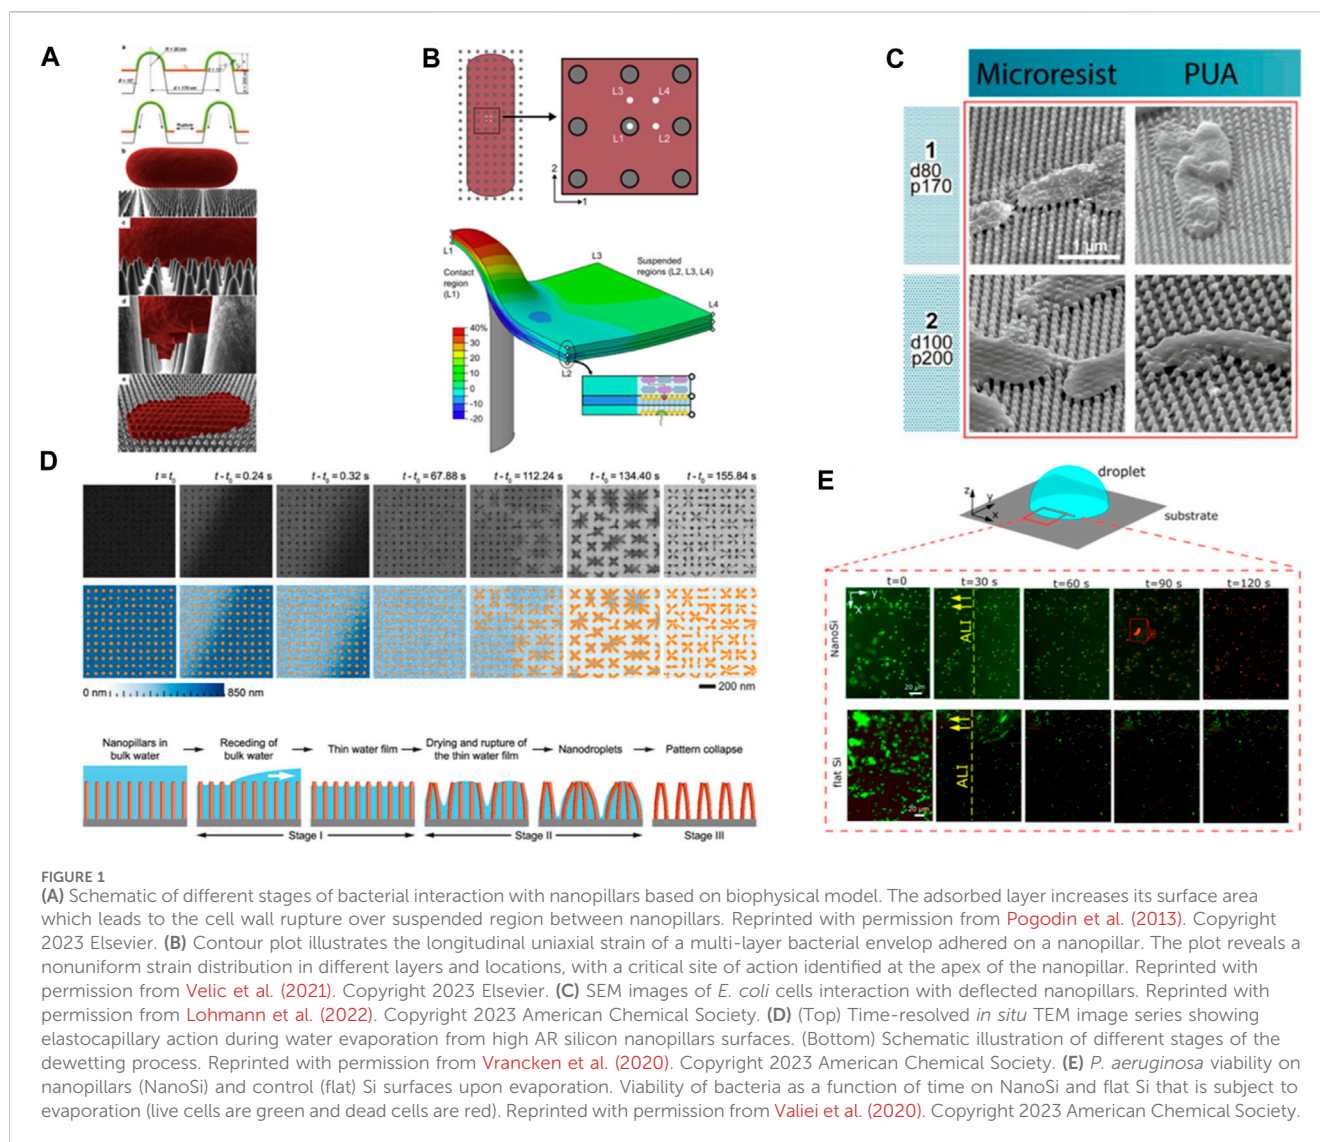 A
a
R = 30 nm
d = 170 nm
Rupture
b
c
d
e
B
L3
L4
L1
L2
2
1
L1
Contact
region
(L1)
L3
Suspended
regions (L2, L3, L4)
L4
40%
30
20
10
0
-10
-20
L2
C
Microresist
PUA
1
d80
p170
1 µm
2
d100
p200
D
t = t0
t - t0 = 0.24 s
t - t0 = 0.32 s
t - t0 = 67.88 s
t - t0 = 112.24 s
t - t0 = 134.40 s
t - t0 = 155.84 s
0 nm
850 nm
200 nm
Nanopillars in
bulk water
Receding of
bulk water
Thin water film
Drying and rupture of
the thin water film
Nanodroplets
Pattern collapse
Stage I
Stage II
Stage III
E
droplet
z
y
x
substrate
t=0
t=30 s
t=60 s
t=90 s
t=120 s
NanoSi
y
x
20 µm
ALI
flat Si
20 µm
ALI
FIGURE 1
(A) Schematic of different stages of bacterial interaction with nanopillars based on biophysical model. The adsorbed layer increases its surface area
which leads to the cell wall rupture over suspended region between nanopillars. Reprinted with permission from Pogodin et al. (2013). Copyright
2023 Elsevier. (B) Contour plot illustrates the longitudinal uniaxial strain of a multi-layer bacterial envelop adhered on a nanopillar. The plot reveals a
nonuniform strain distribution in different layers and locations, with a critical site of action identified at the apex of the nanopillar. Reprinted with
permission from Velic et al. (2021). Copyright 2023 Elsevier. (C) SEM images of E. coli cells interaction with deflected nanopillars. Reprinted with
permission from Lohmann et al. (2022). Copyright 2023 American Chemical Society. (D) (Top) Time-resolved in situ TEM image series showing
elastocapillary action during water evaporation from high AR silicon nanopillars surfaces. (Bottom) Schematic illustration of different stages of the
dewetting process. Reprinted with permission from Vrancken et al. (2020). Copyright 2023 American Chemical Society. (E) P. aeruginosa viability on
nanopillars (NanoSi) and control (flat) Si surfaces upon evaporation. Viability of bacteria as a function of time on NanoSi and flat Si that is subject to
evaporation (live cells are green and dead cells are red). Reprinted with permission from Valiei et al. (2020). Copyright 2023 American Chemical Society.